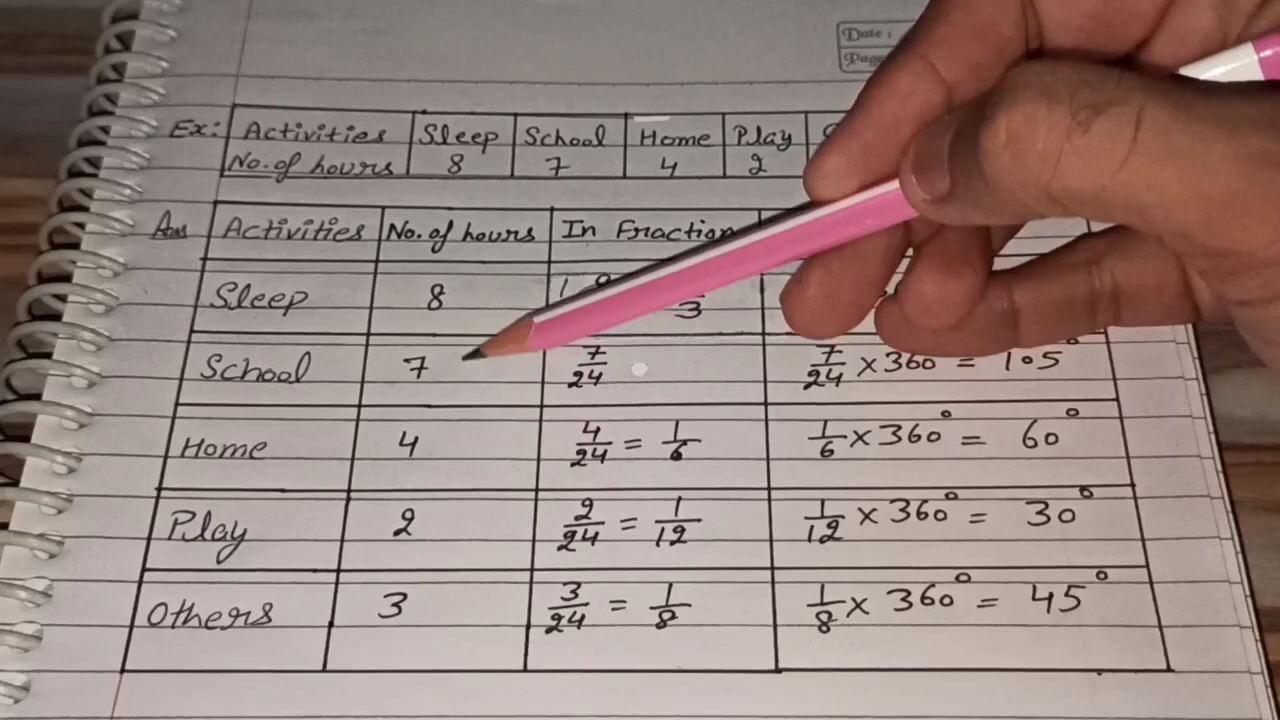 Date :
Ex: Activities Sleep School Home Play
No. of hours 8 7 4 2
Ans Activities No. of hours In Fraction
Sleep 8 3
School 7 7/24 7/24 × 360 = 105°
Home 4 4/24 = 1/6 1/6 × 360° = 60°
Play 2 2/24 = 1/12 1/12 × 360° = 30°
Others 3 3/24 = 1/8 1/8 × 360° = 45°